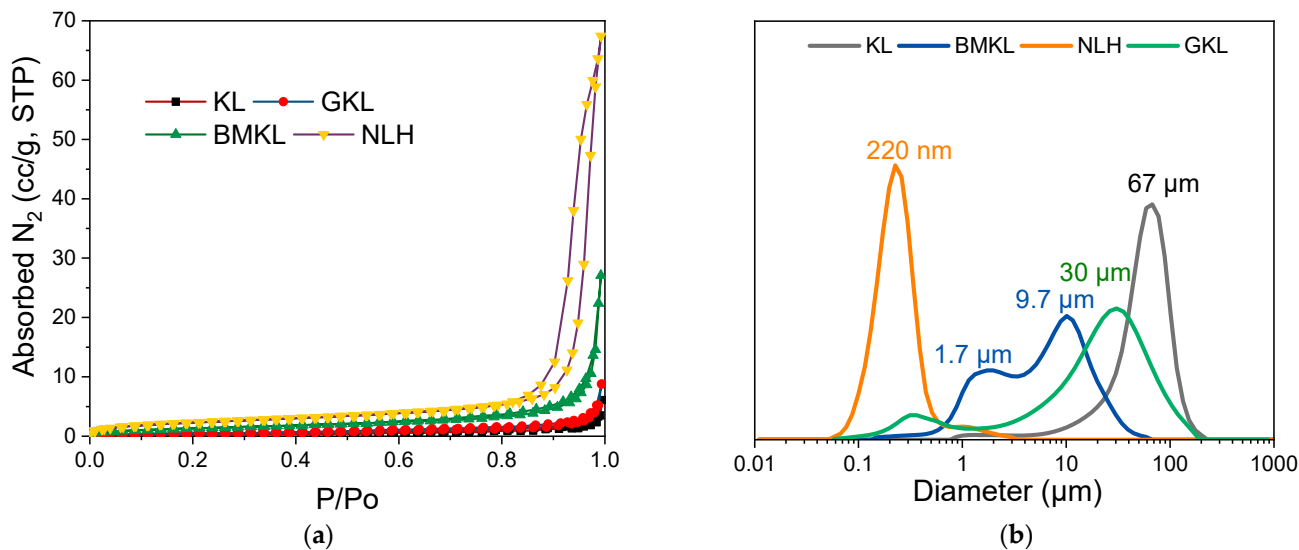 70
60
50
40
30
20
10
0
Absorbed N₂ (cc/g, STP)
KL GKL
BMKL NLH
0.0 0.2 0.4 0.6 0.8 1.0
P/Po
(a)
KL BMKL NLH GKL
220 nm
67 µm
30 µm
9.7 µm
1.7 µm
0.01 0.1 1 10 100 1000
Diameter (µm)
(b)